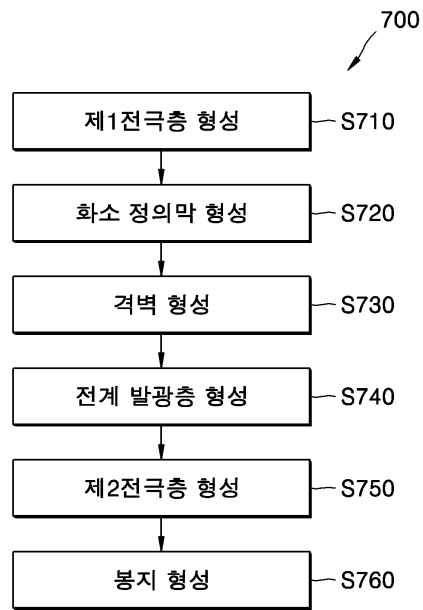 700
제1전극층 형성
S710
화소 정의막 형성
S720
격벽 형성
S730
전계 발광층 형성
S740
제2전극층 형성
S750
봉지 형성
S760